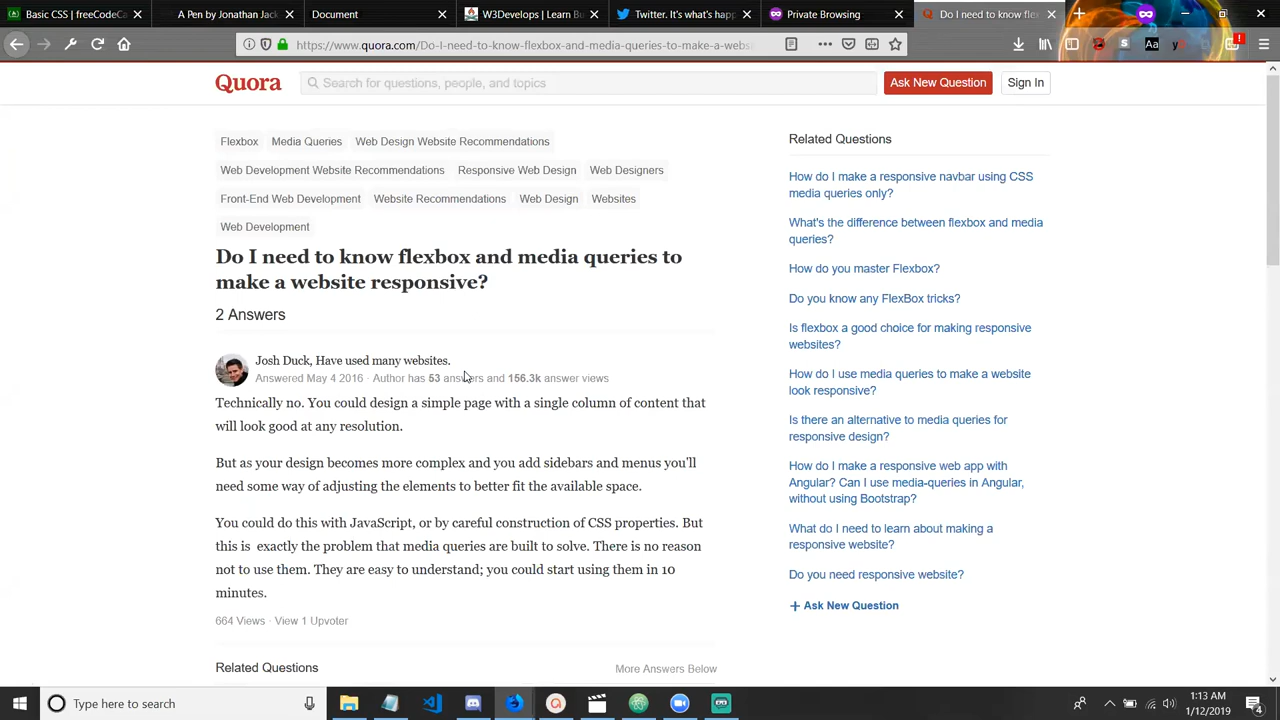 Basic CSS | freeCodeCa
A Pen by Jonathan Jack
Document
W3Develops | Learn Bu
Twitter. It's what's hap
Private Browsing
Do I need to know fle
https://www.quora.com/Do-I-need-to-know-flexbox-and-media-queries-to-make-a-webs
Quora
Search for questions, people, and topics
Ask New Question
Sign In
Flexbox
Media Queries
Web Design Website Recommendations
Web Development Website Recommendations
Responsive Web Design
Web Designers
Front-End Web Development
Website Recommendations
Web Design
Websites
Web Development
Do I need to know flexbox and media queries to
make a website responsive?
2 Answers
Josh Duck, Have used many websites.
Answered May 4 2016 · Author has 53 answers and 156.3k answer views
Technically no. You could design a simple page with a single column of content that
will look good at any resolution.
But as your design becomes more complex and you add sidebars and menus you'll
need some way of adjusting the elements to better fit the available space.
You could do this with JavaScript, or by careful construction of CSS properties. But
this is exactly the problem that media queries are built to solve. There is no reason
not to use them. They are easy to understand; you could start using them in 10
minutes.
664 Views · View 1 Upvoter
Related Questions
More Answers Below
Related Questions
How do I make a responsive navbar using CSS
media queries only?
What's the difference between flexbox and media
queries?
How do you master Flexbox?
Do you know any FlexBox tricks?
Is flexbox a good choice for making responsive
websites?
How do I use media queries to make a website
look responsive?
Is there an alternative to media queries for
responsive design?
How do I make a responsive web app with
Angular? Can I use media-queries in Angular,
without using Bootstrap?
What do I need to learn about making a
responsive website?
Do you need responsive website?
+ Ask New Question
Type here to search
1:13 AM
1/12/2019
4